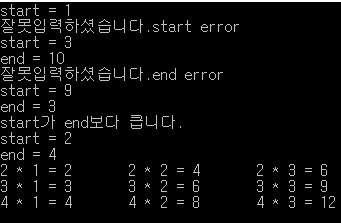 start = 1
잘못입력하셨습니다.start error
start = 3
end = 10
잘못입력하셨습니다.end error
start = 9
end = 3
start가 end보다 큽니다.
start = 2
end = 4
2 * 1 = 2 2 * 2 = 4 2 * 3 = 6
3 * 1 = 3 3 * 2 = 6 3 * 3 = 9
4 * 1 = 4 4 * 2 = 8 4 * 3 = 12